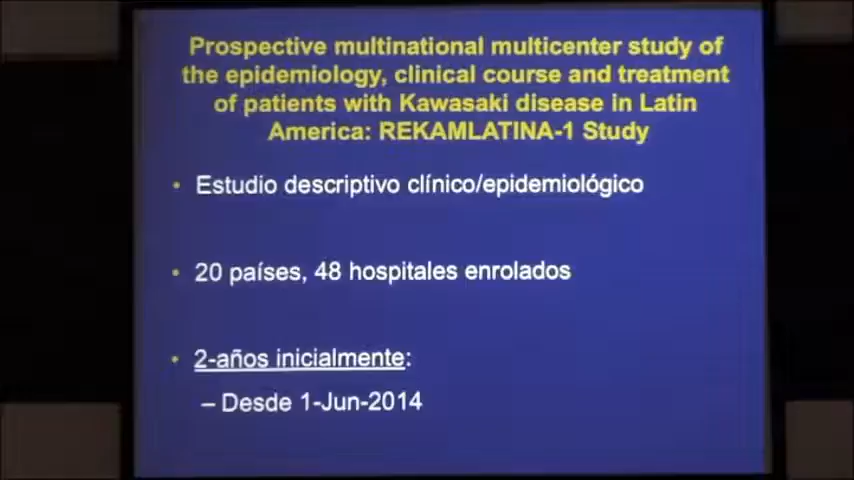 Prospective multinational multicenter study of
the epidemiology, clinical course and treatment
of patients with Kawasaki disease in Latin
America: REKAMLATINA-1 Study
• Estudio descriptivo clínico/epidemiológico
• 20 países, 48 hospitales enrolados
• 2-años inicialmente:
– Desde 1-Jun-2014